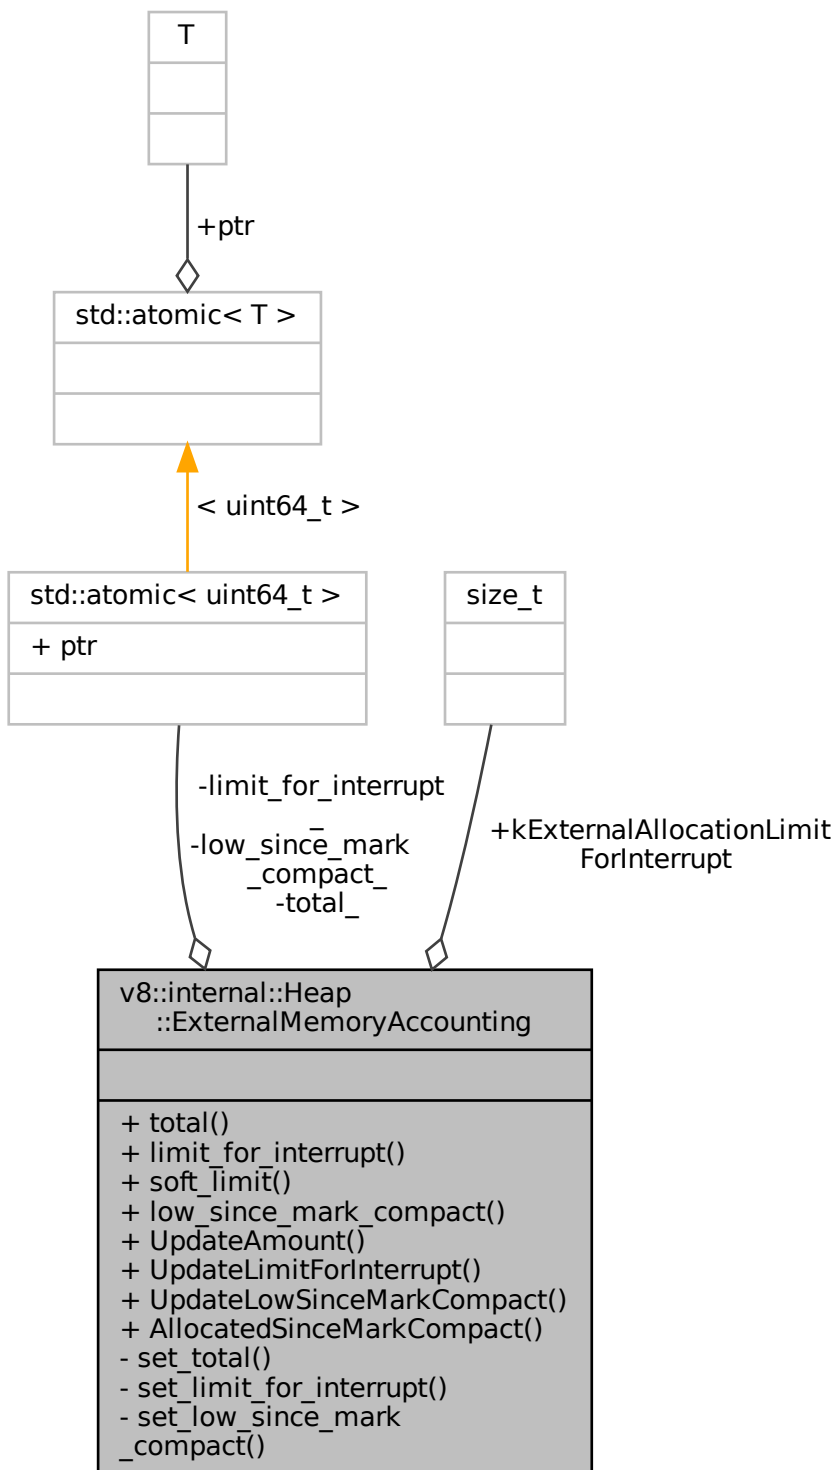 T
+ptr
std::atomic< T >
< uint64_t >
std::atomic< uint64_t >
+ ptr
size_t
-limit_for_interrupt
_
-low_since_mark
_compact_
-total_
+kExternalAllocationLimit
ForInterrupt
v8::internal::Heap
::ExternalMemoryAccounting
+ total()
+ limit_for_interrupt()
+ soft_limit()
+ low_since_mark_compact()
+ UpdateAmount()
+ UpdateLimitForInterrupt()
+ UpdateLowSinceMarkCompact()
+ AllocatedSinceMarkCompact()
- set_total()
- set_limit_for_interrupt()
- set_low_since_mark
_compact()